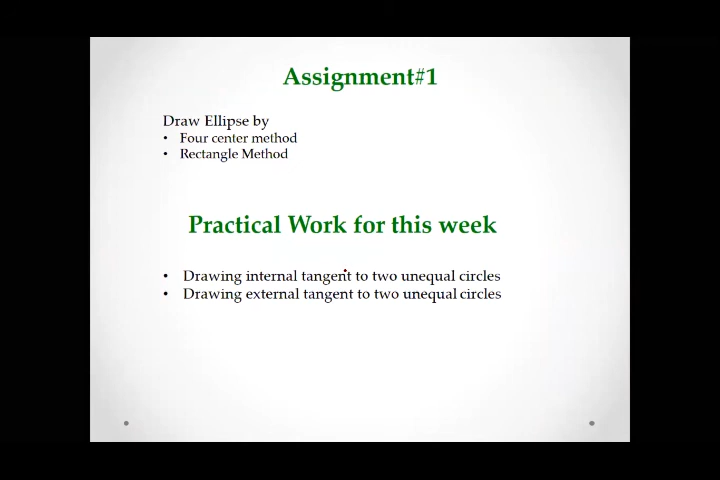 Assignment#1
Draw Ellipse by
• Four center method
• Rectangle Method
Practical Work for this week
• Drawing internal tangent to two unequal circles
• Drawing external tangent to two unequal circles